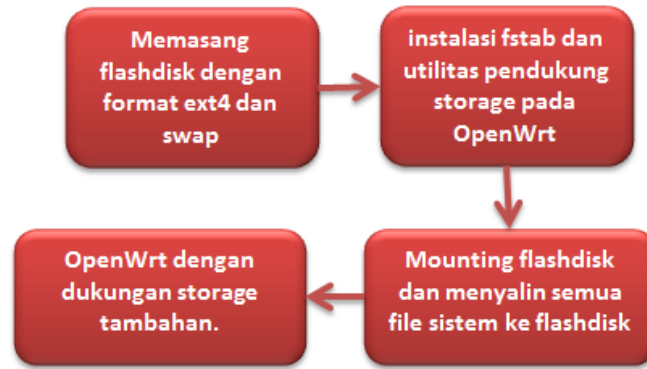 Memasang
flashdisk dengan
format ext4 dan
swap
instalasi fstab dan
utilitas pendukung
storage pada
OpenWrt
Mounting flashdisk
dan menyalin semua
file sistem ke flashdisk
OpenWrt dengan
dukungan storage
tambahan.